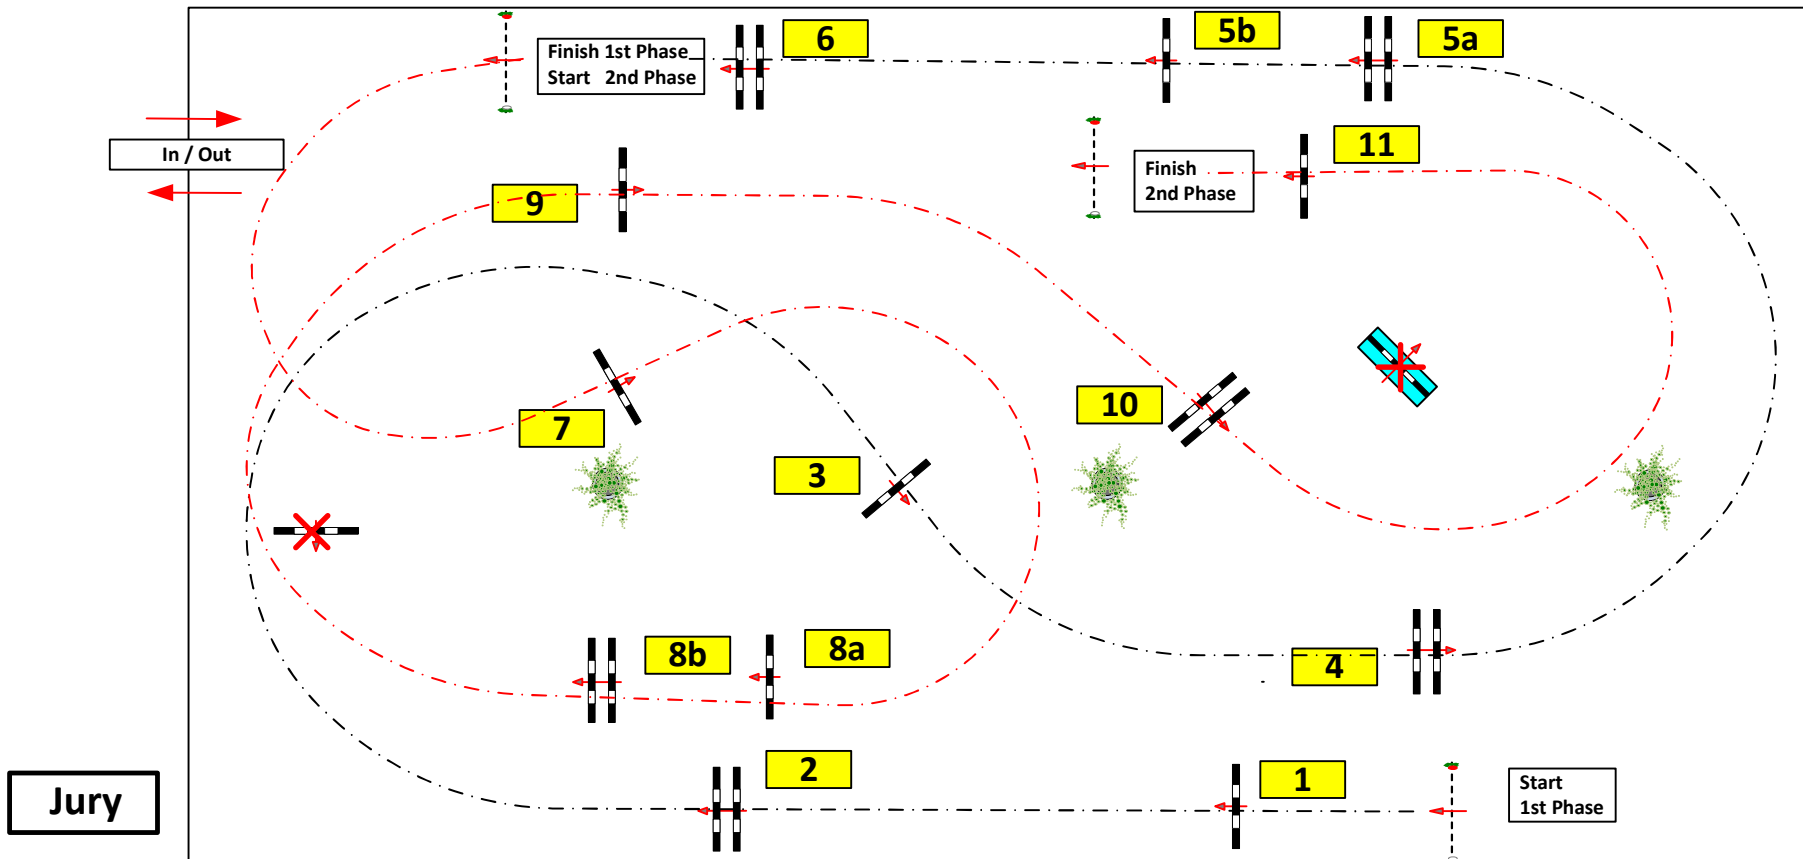 6
5b
5a
Finish 1st Phase
Start 2nd Phase
11
In / Out
Finish
2nd Phase
9
10
7
3
8b
8a
4
2
1
Start
1st Phase
Jury